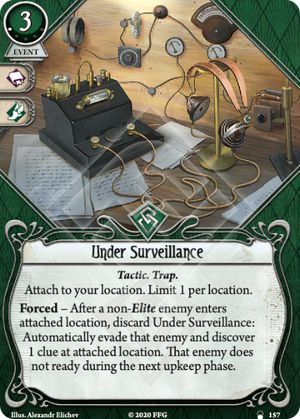 3
EVENT
Under Surveillance
Tactic. Trap.
Attach to your location. Limit 1 per location.
Forced – After a non-Elite enemy enters
attached location, discard Under Surveillance:
Automatically evade that enemy and discover
1 clue at attached location. That enemy does
not ready during the next upkeep phase.
Illus. Alexandr Elichev
© 2020 FFG
157